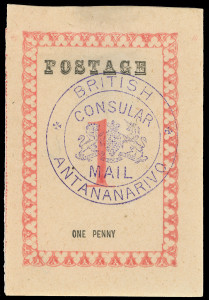 POSTAGE
BRITISH
CONSULAR
1
MAIL
ANTANANARIVO
ONE PENNY